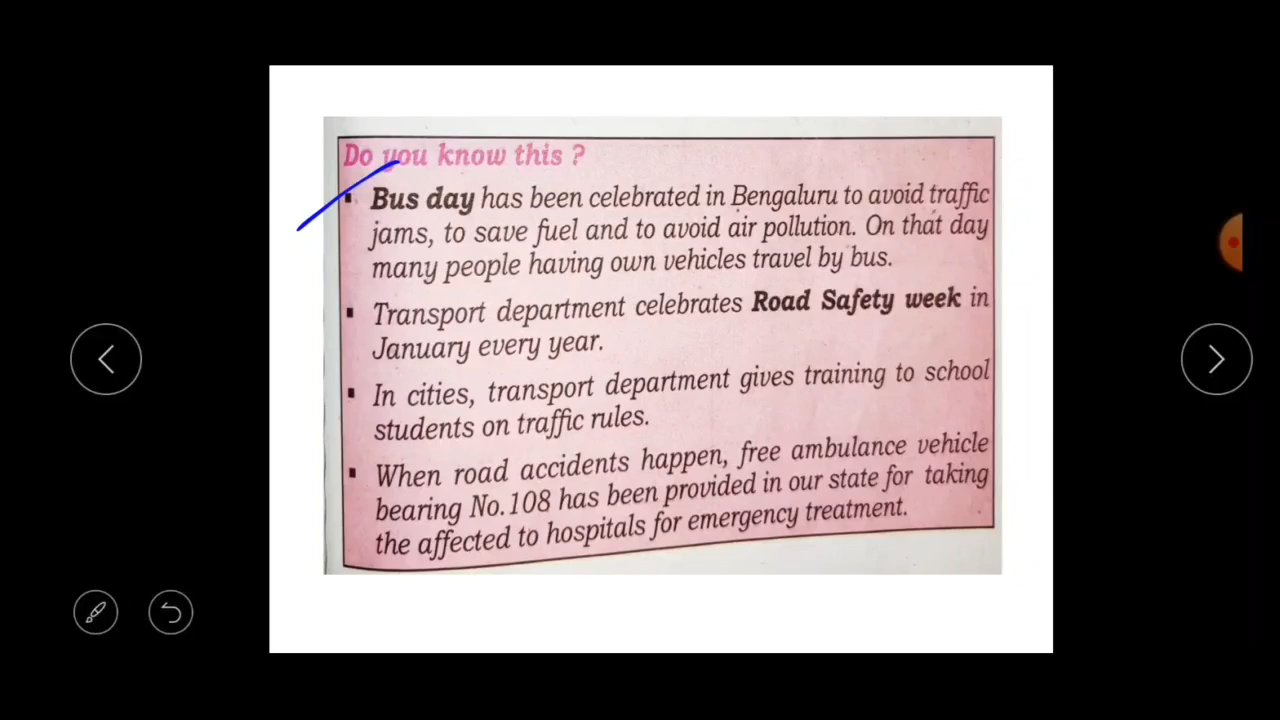 Do you know this ?
▪ Bus day has been celebrated in Bengaluru to avoid traffic
jams, to save fuel and to avoid air pollution. On that day
many people having own vehicles travel by bus.
▪ Transport department celebrates Road Safety week in
January every year.
▪ In cities, transport department gives training to school
students on traffic rules.
▪ When road accidents happen, free ambulance vehicle
bearing No.108 has been provided in our state for taking
the affected to hospitals for emergency treatment.